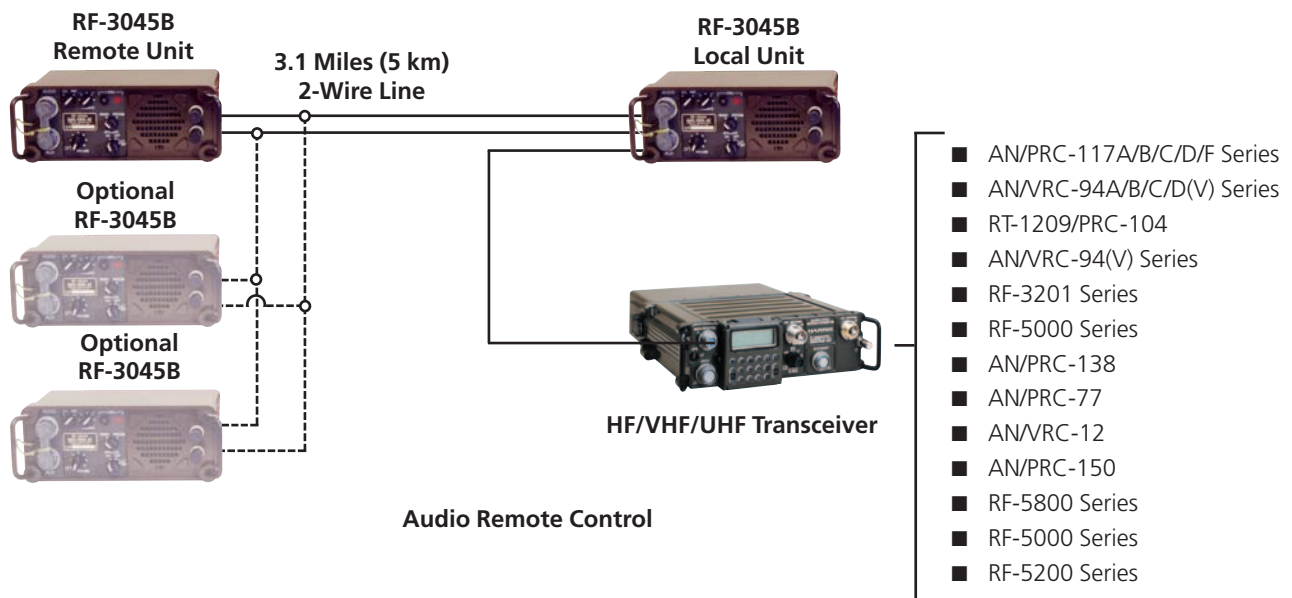 RF-3045B
Remote Unit
3.1 Miles (5 km)
2-Wire Line
RF-3045B
Local Unit
Optional
RF-3045B
Optional
RF-3045B
HF/VHF/UHF Transceiver
Audio Remote Control
■ AN/PRC-117A/B/C/D/F Series
■ AN/VRC-94A/B/C/D(V) Series
■ RT-1209/PRC-104
■ AN/VRC-94(V) Series
■ RF-3201 Series
■ RF-5000 Series
■ AN/PRC-138
■ AN/PRC-77
■ AN/VRC-12
■ AN/PRC-150
■ RF-5800 Series
■ RF-5000 Series
■ RF-5200 Series